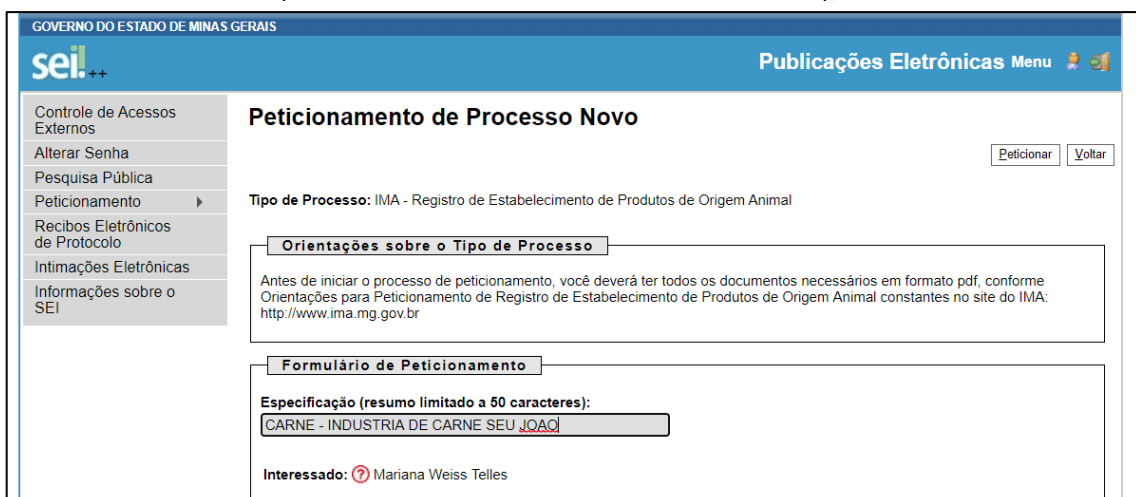 GOVERNO DO ESTADO DE MINAS GERAIS
sei!++
Publicações Eletrônicas Menu
Controle de Acessos
Externos
Alterar Senha
Pesquisa Pública
Peticionamento
Recibos Eletrônicos
de Protocolo
Intimações Eletrônicas
Informações sobre o
SEI
Peticionamento de Processo Novo
Peticionar Voltar
Tipo de Processo: IMA - Registro de Estabelecimento de Produtos de Origem Animal
Orientações sobre o Tipo de Processo
Antes de iniciar o processo de peticionamento, você deverá ter todos os documentos necessários em formato pdf, conforme
Orientações para Peticionamento de Registro de Estabelecimento de Produtos de Origem Animal constantes no site do IMA:
http://www.ima.mg.gov.br
Formulário de Peticionamento
Especificação (resumo limitado a 50 caracteres):
CARNE - INDUSTRIA DE CARNE SEU JOAO
Interessado: ? Mariana Weiss Telles